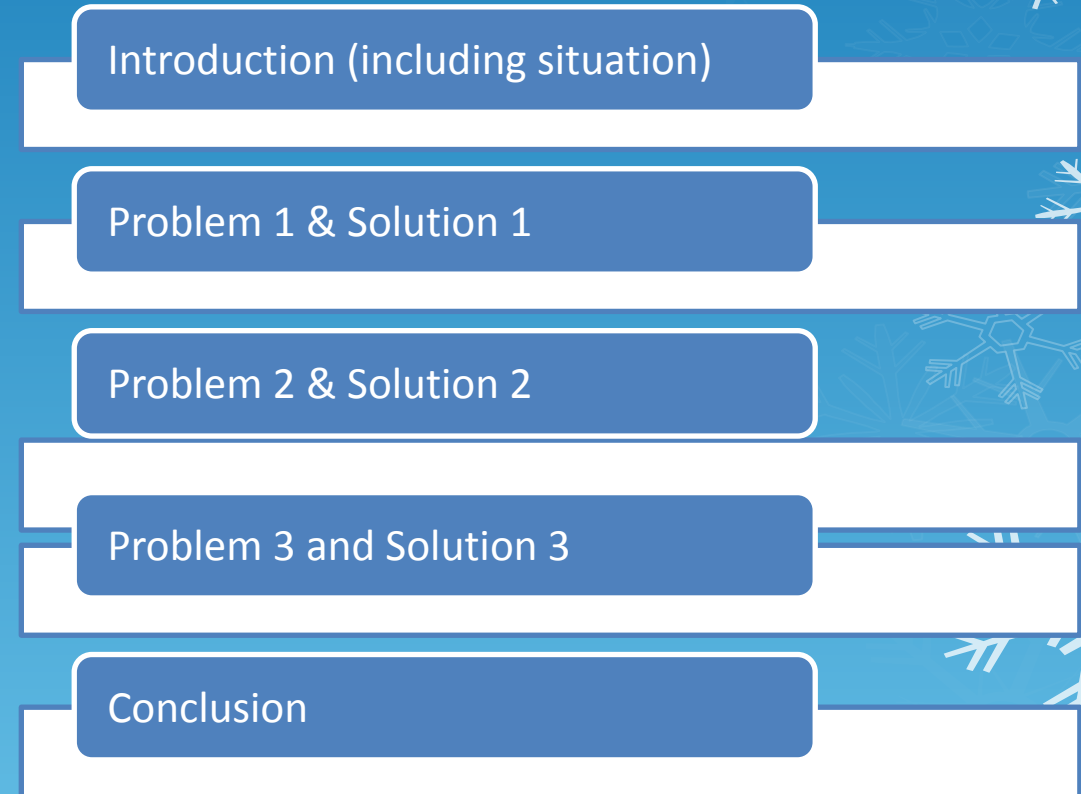 Introduction (including situation)
Problem 1 & Solution 1
Problem 2 & Solution 2
Problem 3 and Solution 3
Conclusion